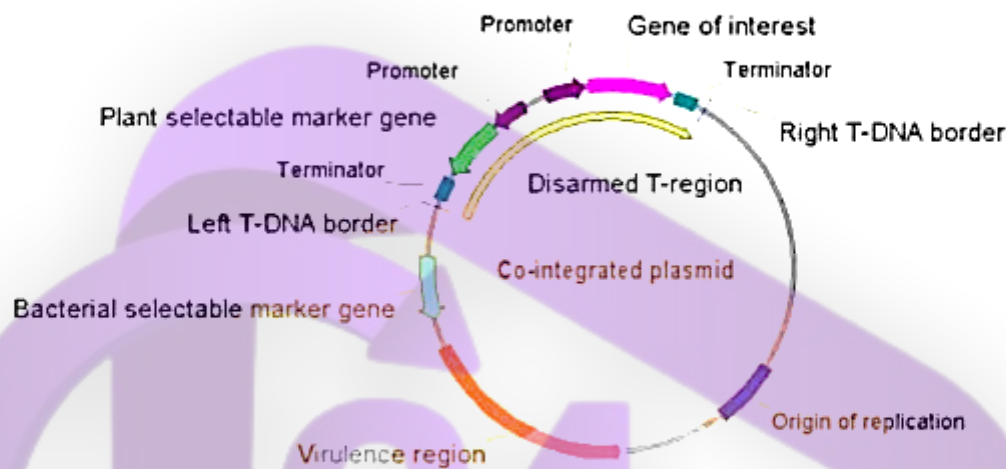 Promoter
Gene of interest
Promoter
Terminator
Plant selectable marker gene
Right T-DNA border
Terminator
Disarmed T-region
Left T-DNA border
Co-integrated plasmid
Bacterial selectable marker gene
Origin of replication
Virulence region